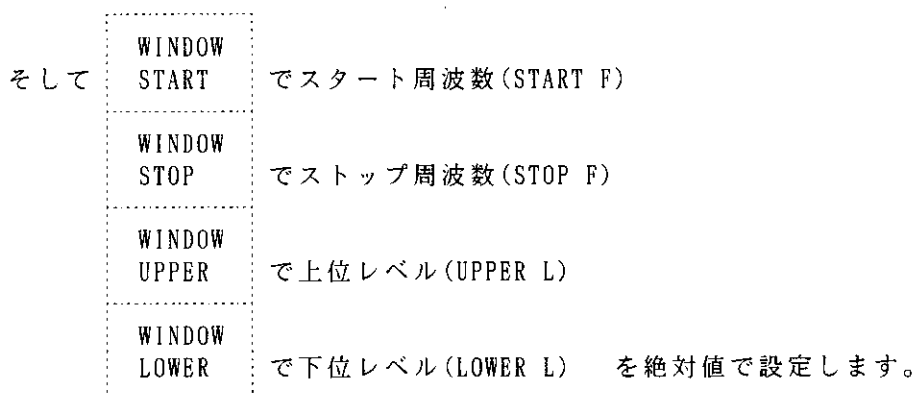 WINDOW
そして START でスタート周波数(START F)
WINDOW
STOP でストップ周波数(STOP F)
WINDOW
UPPER で上位レベル(UPPER L)
WINDOW
LOWER で下位レベル(LOWER L) を絶対値で設定します。